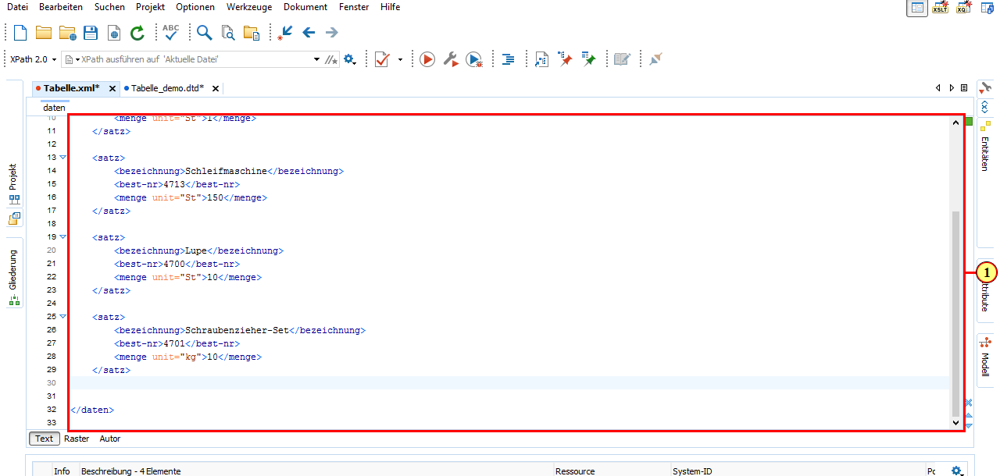 Datei Bearbeiten Suchen Projekt Optionen Werkzeuge Dokument Fenster Hilfe
XSLT XQ
ABC
XPath 2.0 XPath ausführen auf 'Aktuelle Datei'
Tabelle.xml* Tabelle_demo.dtd*
daten
10 <menge unit="St">1</menge>
11 </satz>
12
13 <satz>
14 <bezeichnung>Schleifmaschine</bezeichnung>
15 <best-nr>4713</best-nr>
16 <menge unit="St">150</menge>
17 </satz>
18
19 <satz>
20 <bezeichnung>Lupe</bezeichnung>
21 <best-nr>4700</best-nr>
22 <menge unit="St">10</menge>
23 </satz>
24
25 <satz>
26 <bezeichnung>Schraubenzieher-Set</bezeichnung>
27 <best-nr>4701</best-nr>
28 <menge unit="kg">10</menge>
29 </satz>
30
31
32 </daten>
33
Projekt
Gliederung
Entitäten
1
ttribute
Modell
Text Raster Autor
Info Beschreibung - 4 Elemente Ressource System-ID Pc